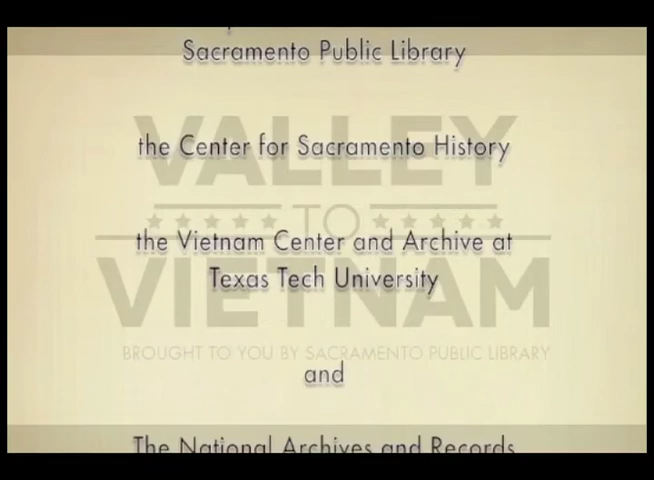 Sacramento Public Library
the Center for Sacramento History
VALLEY
TO
the Vietnam Center and Archive at
Texas Tech University
VIETNAM
BROUGHT TO YOU BY SACRAMENTO PUBLIC LIBRARY
and
The National Archives and Records